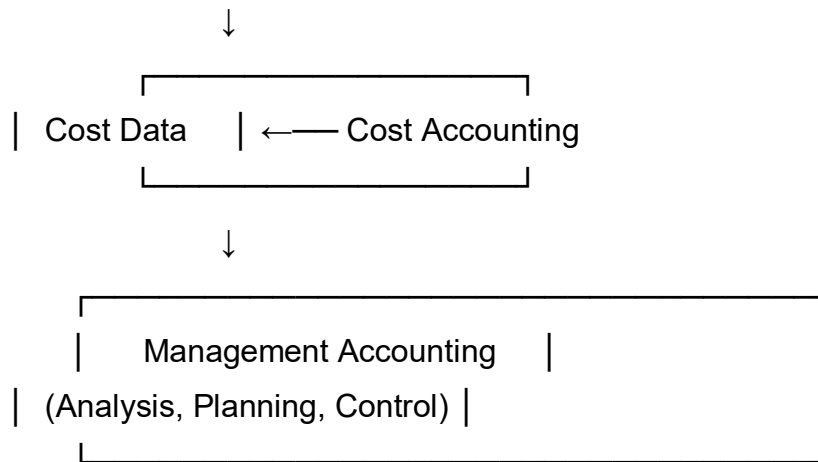 ↓
┌──────────────────┐
│ Cost Data │ ←── Cost Accounting
└──────────────────┘
↓
┌───────────────────────────────────
│ Management Accounting │
│ (Analysis, Planning, Control) │
└───────────────────────────────────